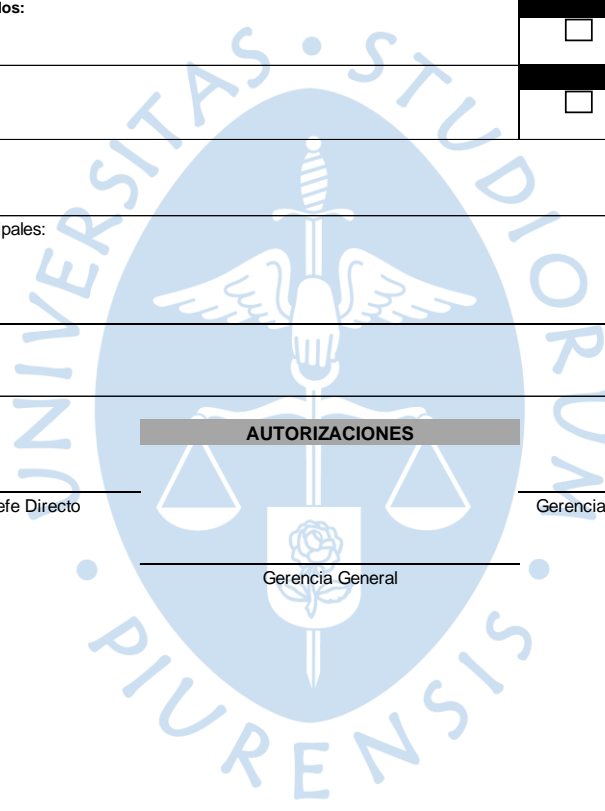 los:
pales:
AUTORIZACIONES
efe Directo
Gerencia
Gerencia General
UNIVERSITAS • STUDIORUM • PIURENSIS •